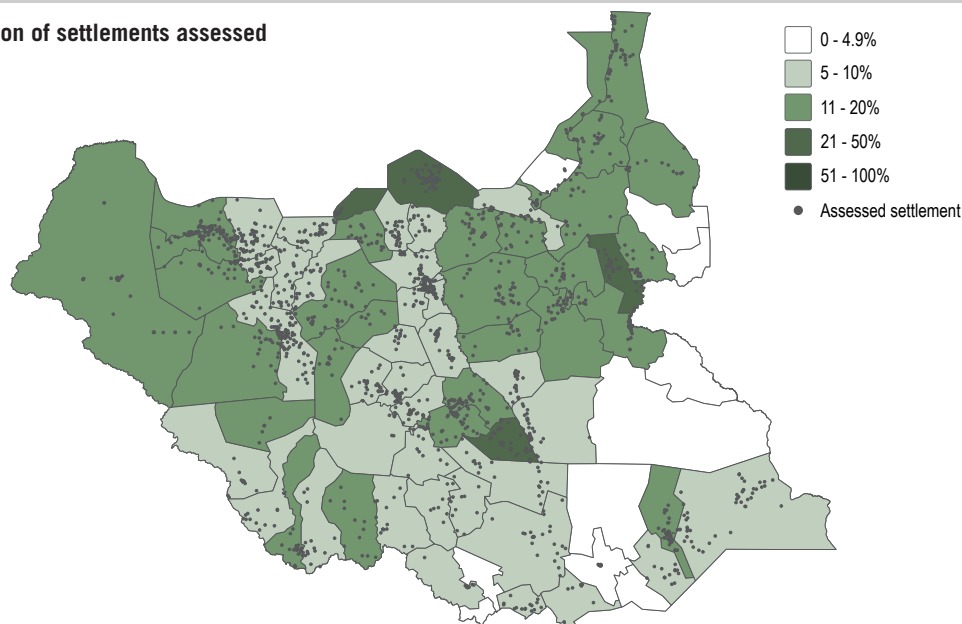 on of settlements assessed
0 - 4.9%
5 - 10%
11 - 20%
21 - 50%
51 - 100%
Assessed settlement